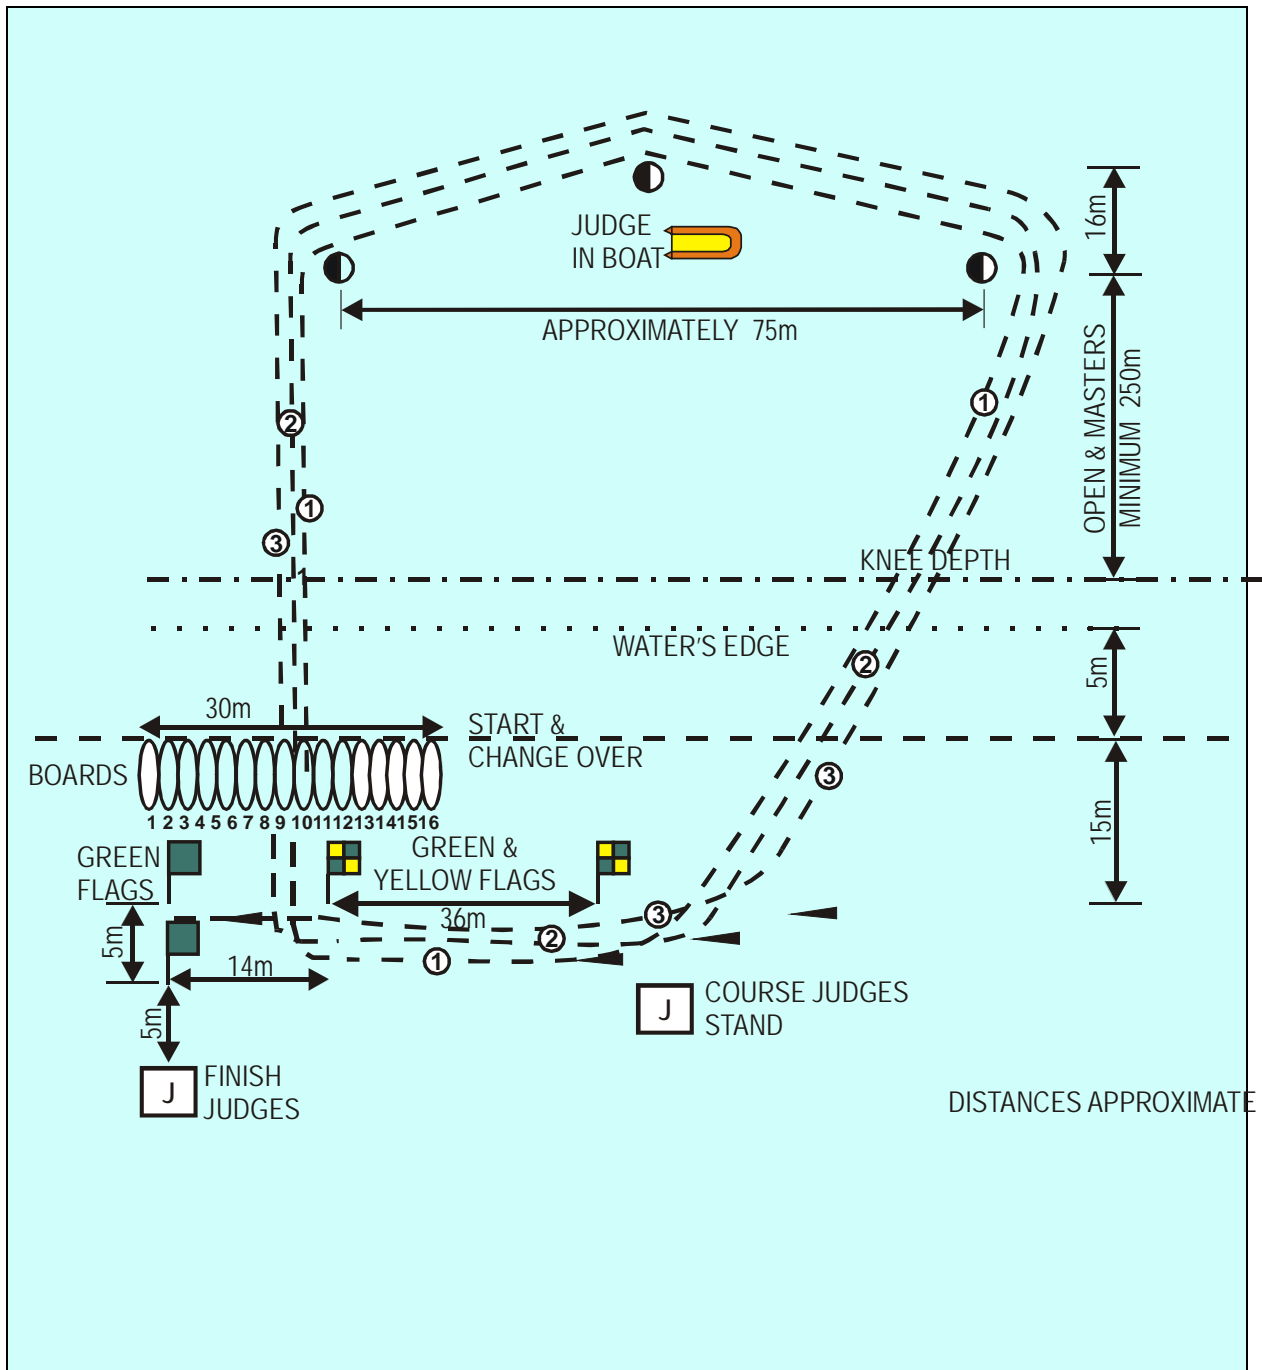 JUDGE
IN BOAT
16m
APPROXIMATELY 75m
OPEN & MASTERS
MINIMUM 250m
1
2
1
3
KNEE DEPTH
1
WATER'S EDGE
2
5m
30m
START &
CHANGE OVER
BOARDS
3
1 2 3 4 5 6 7 8 9 10 11 12 13 14 15 16
15m
GREEN
FLAGS
GREEN &
YELLOW FLAGS
36m
3
2
1
5m
14m
J
COURSE JUDGES
STAND
5m
J
FINISH
JUDGES
DISTANCES APPROXIMATE